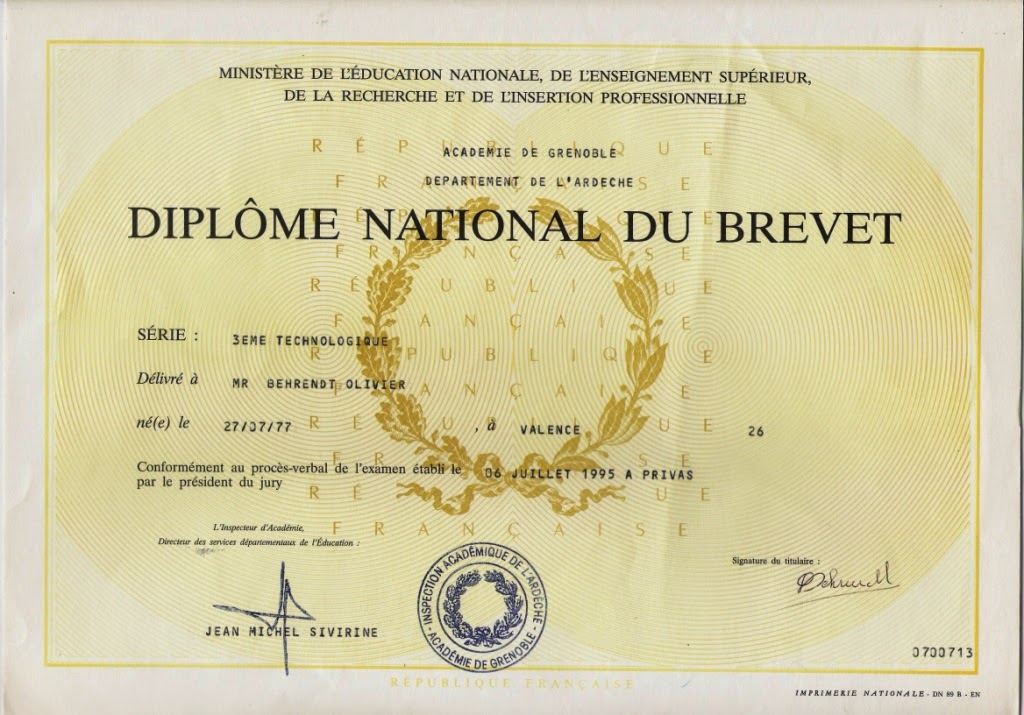 MINISTÈRE DE L'ÉDUCATION NATIONALE, DE L'ENSEIGNEMENT SUPÉRIEUR,
DE LA RECHERCHE ET DE L'INSERTION PROFESSIONNELLE
RÉPUBLIQUE
ACADEMIE DE GRENOBLE
FRANÇAISE
DEPARTEMENT DE L'ARDECHE
DIPLÔME NATIONAL DU BREVET
SÉRIE : 3EME TECHNOLOGIQUE
Délivré à MR BEHRENDT OLIVIER
né(e) le 27/07/77 , à VALENCE 26
Conformément au procès-verbal de l'examen établi le 06 JUILLET 1995 A PRIVAS
par le président du jury
L'Inspecteur d'Académie,
Directeur des services départementaux de l'Éducation :
Signature du titulaire :
Behrendt
JEAN MICHEL SIVIRINE
INSPECTION ACADÉMIQUE DE L'ARDÈCHE
- ACADÉMIE DE GRENOBLE -
0700713
RÉPUBLIQUE FRANÇAISE
IMPRIMERIE NATIONALE - DN 89 B - EN